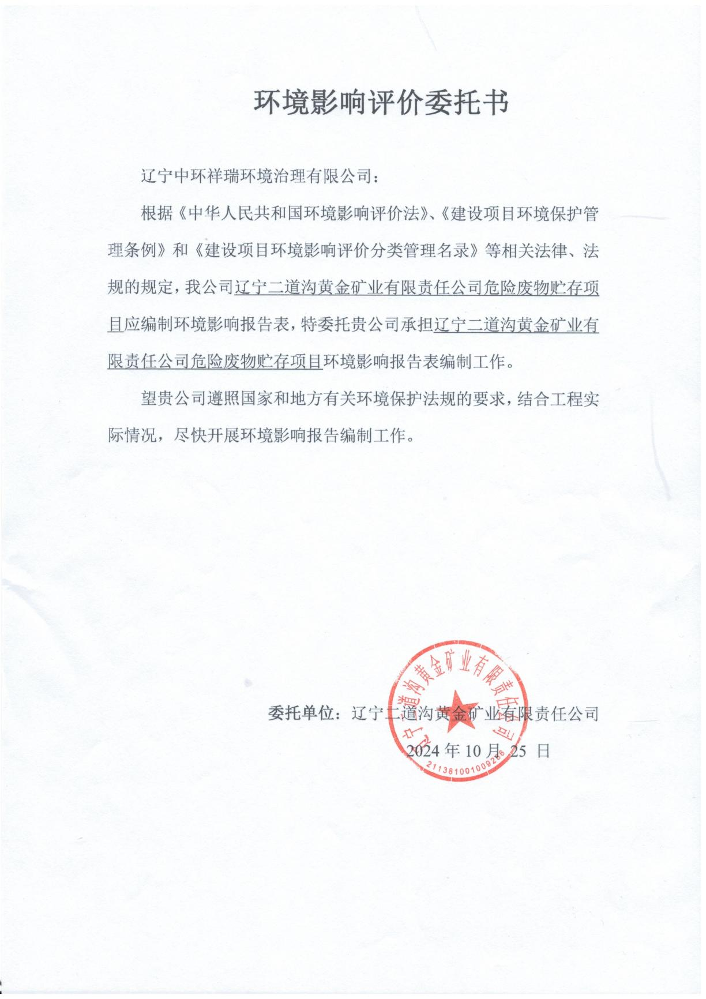 环境影响评价委托书
辽宁中环祥瑞环境治理有限公司：
根据《中华人民共和国环境影响评价法》、《建设项目环境保护管
理条例》和《建设项目环境影响评价分类管理名录》等相关法律、法
规的规定，我公司辽宁二道沟黄金矿业有限责任公司危险废物贮存项
目应编制环境影响报告表，特委托贵公司承担辽宁二道沟黄金矿业有
限责任公司危险废物贮存项目环境影响报告表编制工作。
望贵公司遵照国家和地方有关环境保护法规的要求，结合工程实
际情况，尽快开展环境影响报告编制工作。
辽宁二道沟黄金矿业有限责任公司
委托单位：辽宁二道沟黄金矿业有限责任公司
2024年10月 25 日
211381001009286